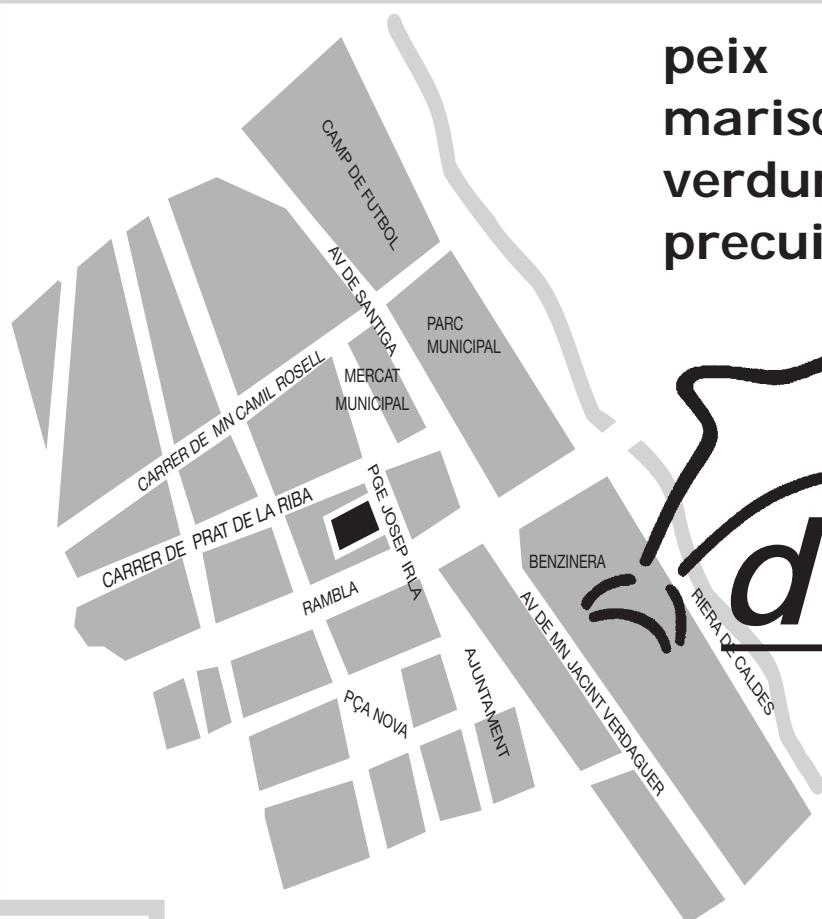 peix
maris
verdu
precui
CAMP DE FUTBOL
AV DE SANTIGA
PARC
MUNICIPAL
MERCAT
MUNICIPAL
CARRER DE MN CAMIL ROSELL
CARRER DE PRAT DE LA RIBA
PGE JOSEP IRLA
RAMBLA
BENZINERA
AV DE MN JACINT VERDAGUER
RIERA DE CALDES
d
AJUNTAMENT
PÇA NOVA